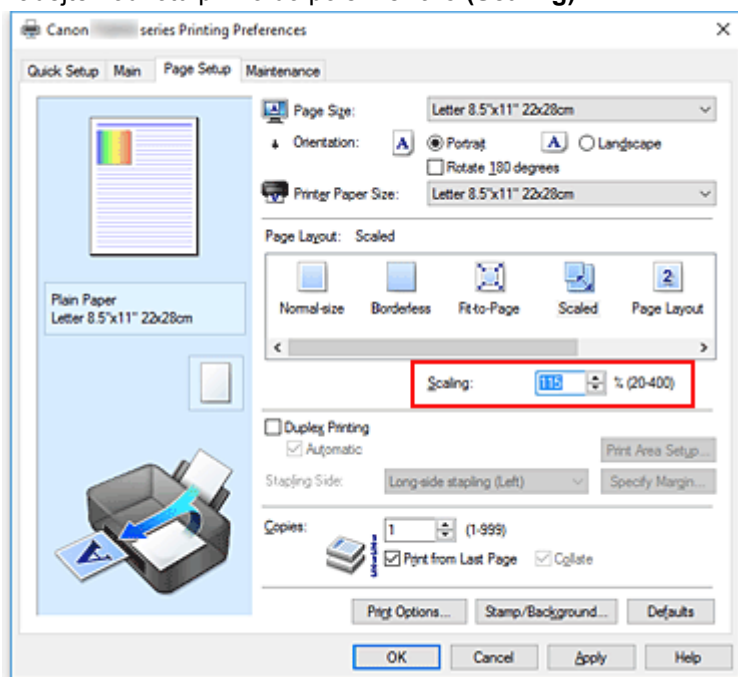 (Scaling)
Canon series Printing Preferences
Quick Setup Main Page Setup Maintenance
Page Size: Letter 8.5"x11" 22x28cm
Orientation: A Portrait A Landscape
Rotate 180 degrees
Printer Paper Size: Letter 8.5"x11" 22x28cm
Page Layout: Scaled
Normal-size Borderless Fit-to-Page Scaled Page Layout
Plain Paper
Letter 8.5"x11" 22x28cm
Scaling: 115 % (20-400)
Duplex Printing
Automatic Print Area Setup...
Stapling Side: Long-side stapling (Left) Specify Margin...
Copies: 1 (1-999)
Print from Last Page Collate
Print Options... Stamp/Background... Defaults
OK Cancel Apply Help